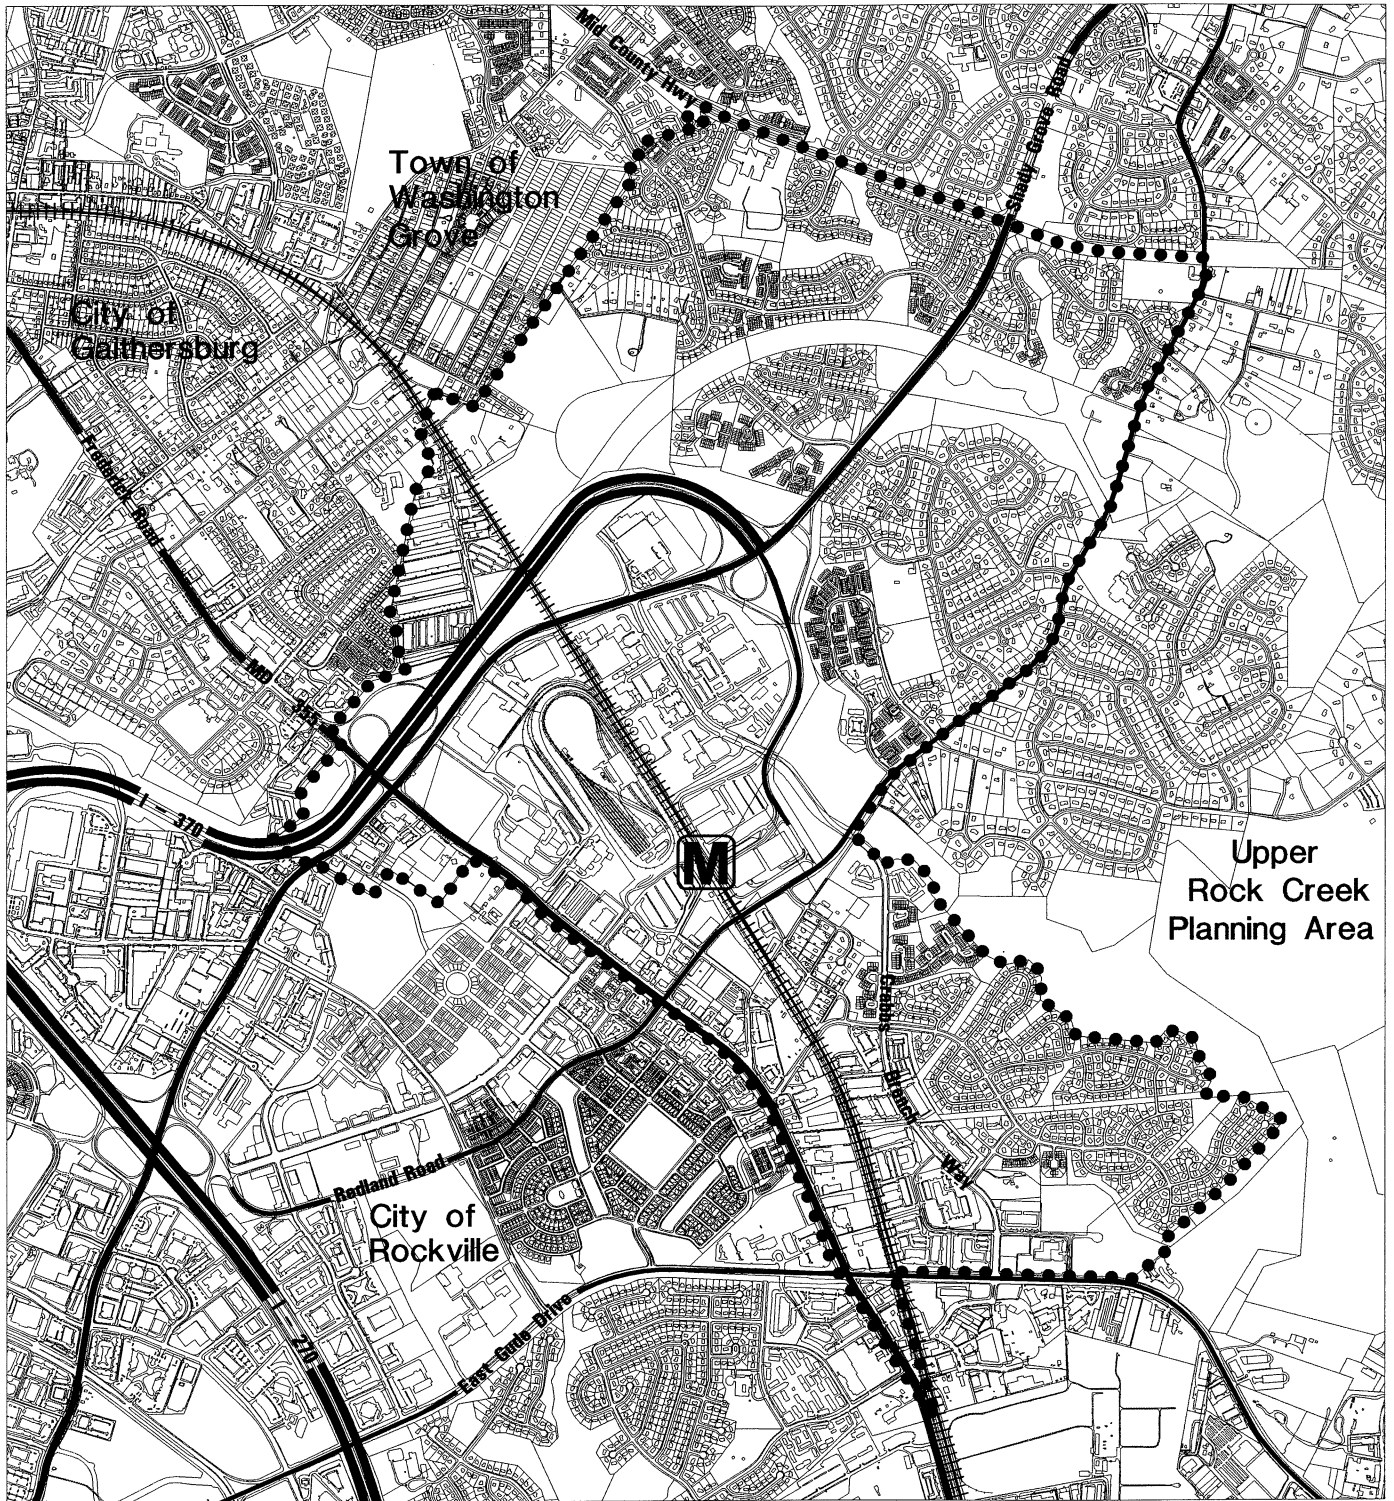 Mid County Hwy
Shady Grove Road
Town of
Washington
Grove
City of
Gaithersburg
Frederick Road
MD
355
I - 370
M
Upper
Rock Creek
Planning Area
Crabbs
Branch
Way
Redland Road
City of
Rockville
East Gude Drive
I
270